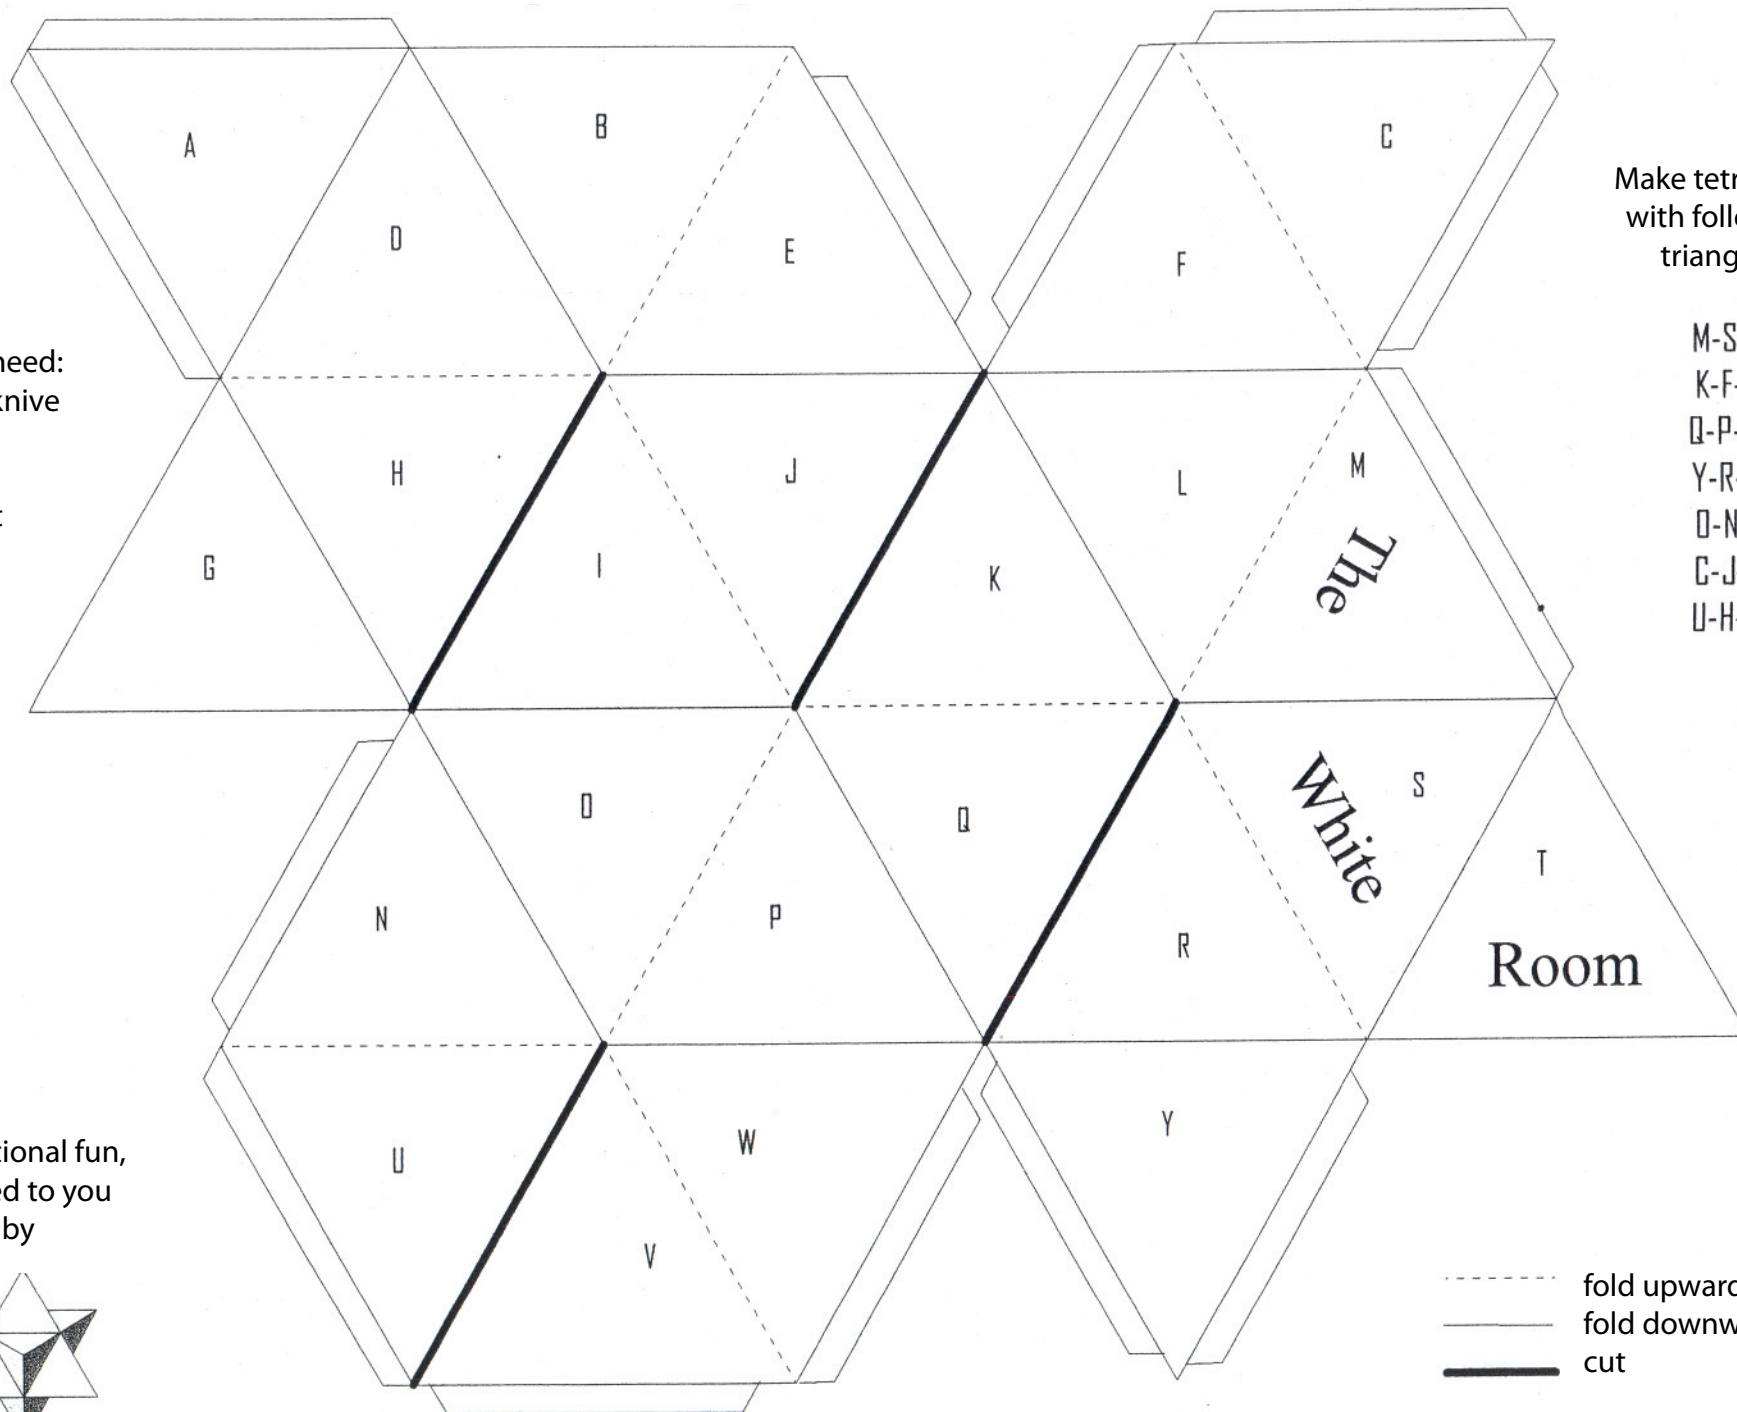 A
B
C
Make tetr
with follo
triang
D
E
F
M-S
K-F-
Q-P-
Y-R-
O-N
C-J-
U-H-
need:
knive
t
H
J
L
M
The
G
I
K
O
Q
White
S
T
N
P
R
Room
U
W
Y
V
tional fun,
ed to you
by
fold upward
fold downw
cut